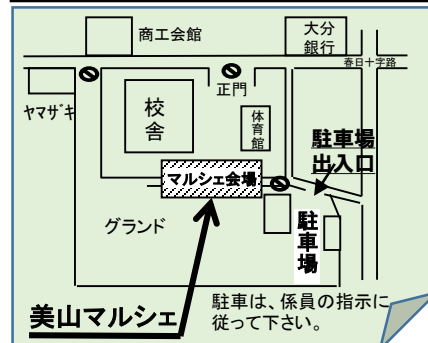 商工会館
大分
銀行
春日十字路
ﾔﾏｻﾞｷ
正門
校
舎
体
育
館
駐車場
出入口
マルシェ会場
グランド
駐
車
場
美山マルシェ
駐車は、係員の指示に
従って下さい。